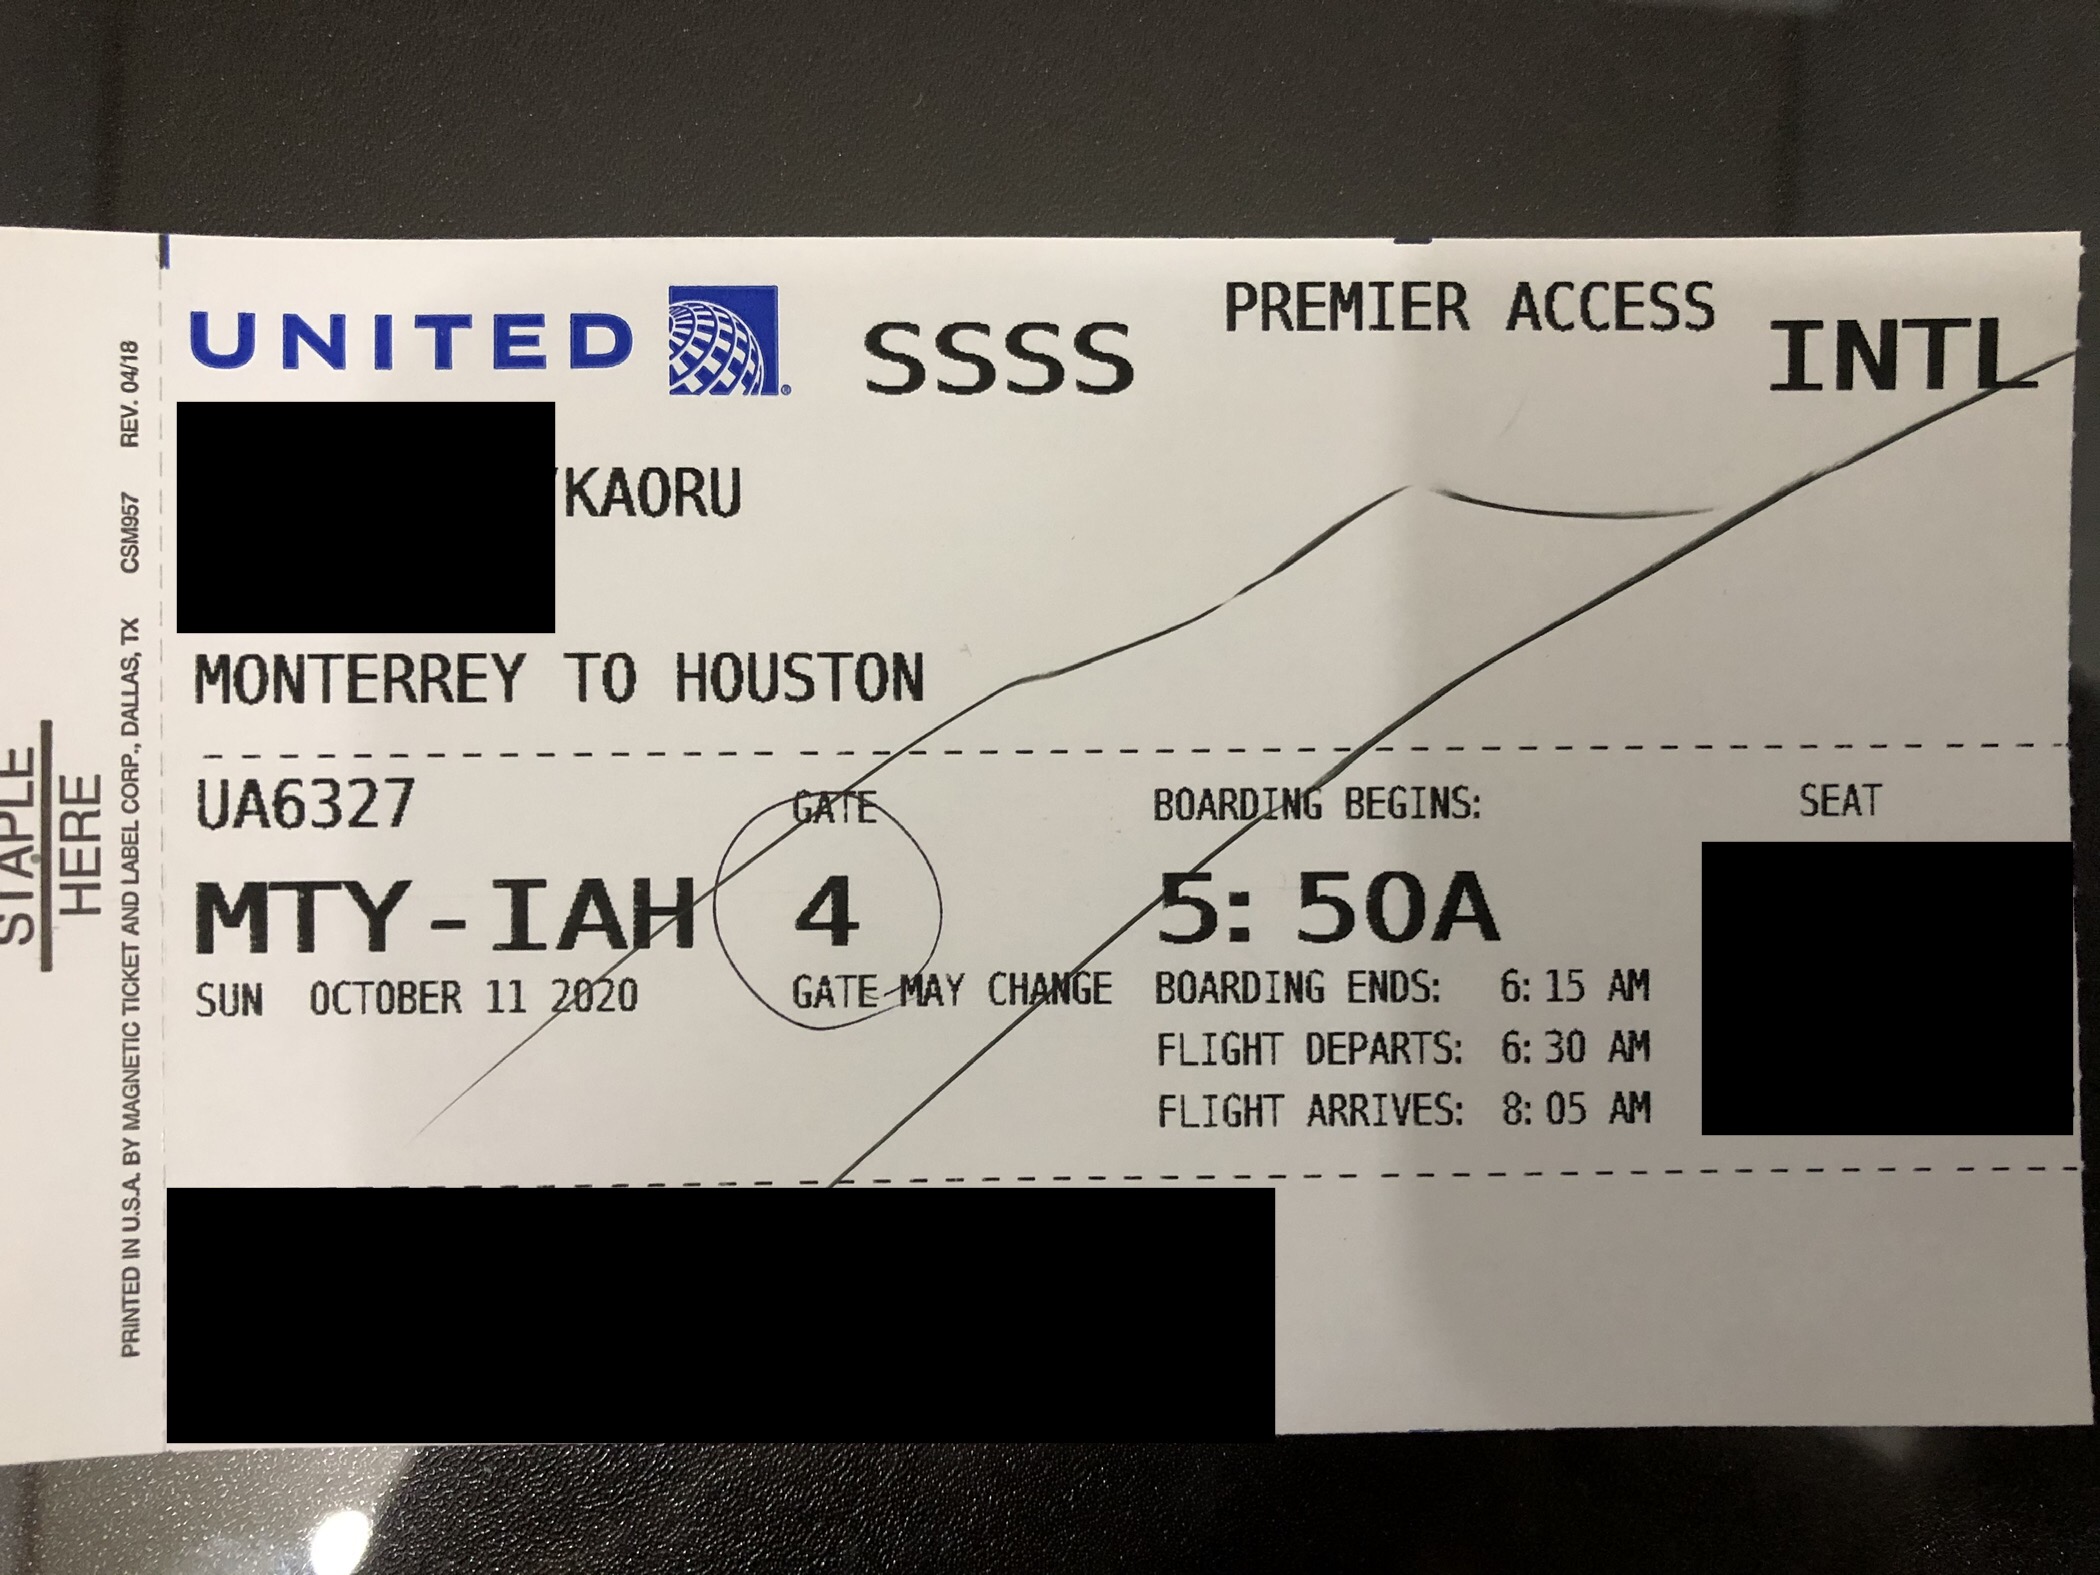 STAPLE
HERE
PRINTED IN U.S.A. BY MAGNETIC TICKET AND LABEL CORP., DALLAS, TX CSM957 REV. 04/18
UNITED
SSSS
PREMIER ACCESS
INTL
/KAORU
MONTERREY TO HOUSTON
UA6327
GATE
BOARDING BEGINS:
SEAT
MTY-IAH
4
5:50A
SUN OCTOBER 11 2020
GATE MAY CHANGE
BOARDING ENDS: 6:15 AM
FLIGHT DEPARTS: 6:30 AM
FLIGHT ARRIVES: 8:05 AM